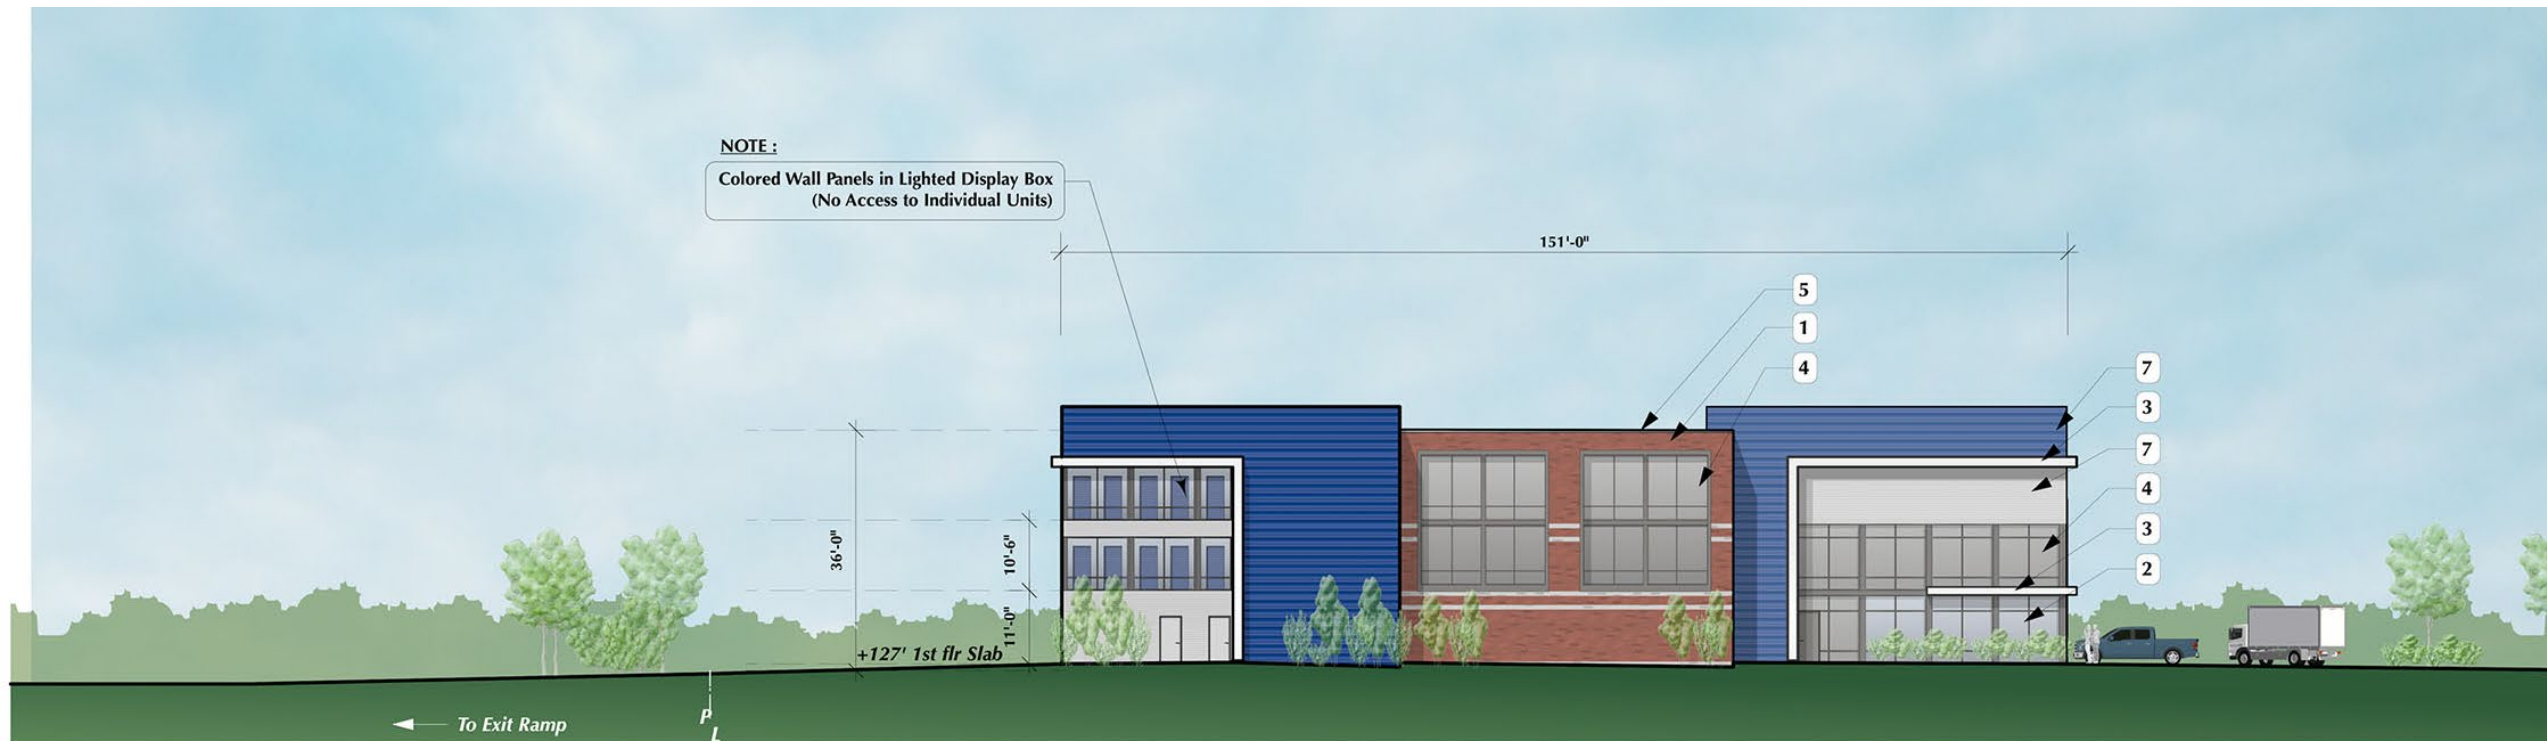 NOTE :
Colored Wall Panels in Lighted Display Box
(No Access to Individual Units)
151'-0"
5
1
4
7
3
7
4
3
2
36'-0"
10'-6"
11'-0"
+127' 1st flr Slab
To Exit Ramp
P
L